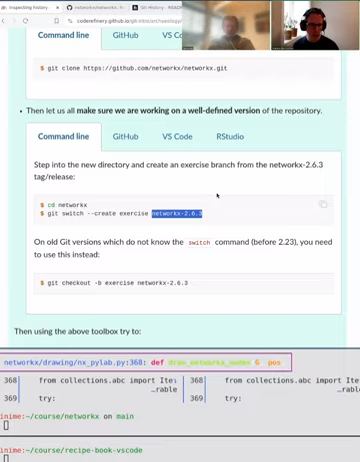 Inspecting history
networkx/networkx: N
Git History - READ
coderefinery.github.io/git-intro/archaeology/
Command line
GitHub
VS Co
$ git clone https://github.com/networkx/networkx.git
• Then let us all make sure we are working on a well-defined version of the repository.
Command line
GitHub
VS Code
RStudio
Step into the new directory and create an exercise branch from the networkx-2.6.3
tag/release:
$ cd networkx
$ git switch --create exercise networkx-2.6.3
On old Git versions which do not know the switch command (before 2.23), you need
to use this instead:
$ git checkout -b exercise networkx-2.6.3
Then using the above toolbox try to:
networkx/drawing/nx_pylab.py:368: def draw_networkx_nodes G pos
368 from collections.abc import Ite 368 from collections.abc import Ite
…rable …rable
369 try: 369 try:
inime:~/course/networkx on main
inime:~/course/recipe-book-vscode